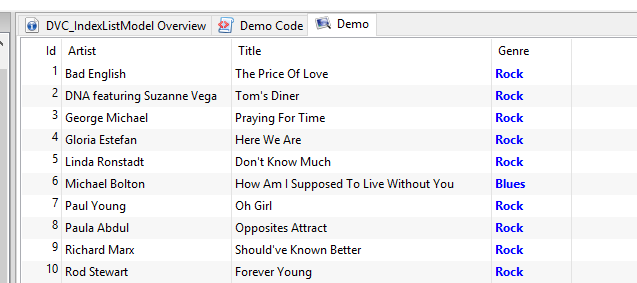 DVC_IndexListModel Overview Demo Code Demo
Id Artist Title Genre
1 Bad English The Price Of Love Rock
2 DNA featuring Suzanne Vega Tom's Diner Rock
3 George Michael Praying For Time Rock
4 Gloria Estefan Here We Are Rock
5 Linda Ronstadt Don't Know Much Rock
6 Michael Bolton How Am I Supposed To Live Without You Blues
7 Paul Young Oh Girl Rock
8 Paula Abdul Opposites Attract Rock
9 Richard Marx Should've Known Better Rock
10 Rod Stewart Forever Young Rock